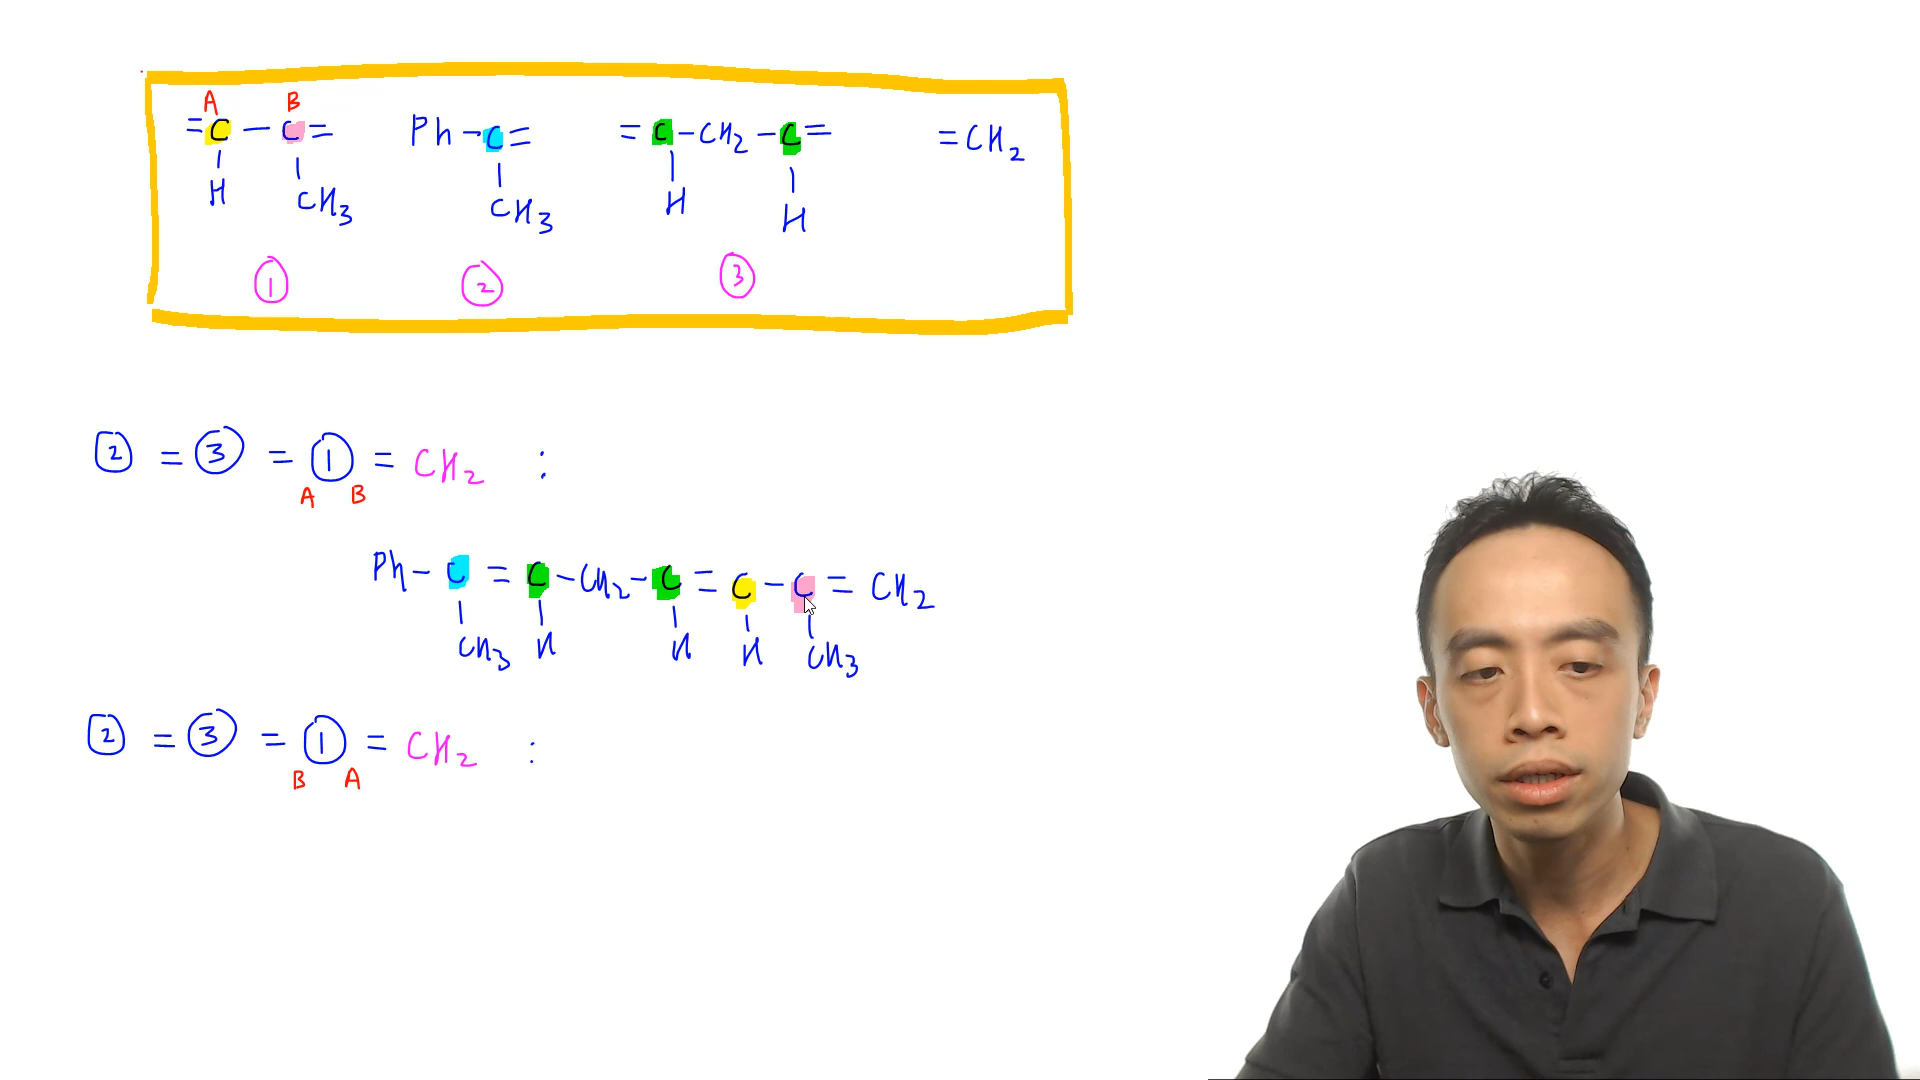 A B
=C-C= Ph-C= =C-CH2-C= =CH2
H CH3 CH3 H H
① ② ③
② = ③ = ① = CH2 :
A B
Ph-C=C-CH2-C=C-C=CH2
CH3 H H H CH3
② = ③ = ① = CH2 :
B A